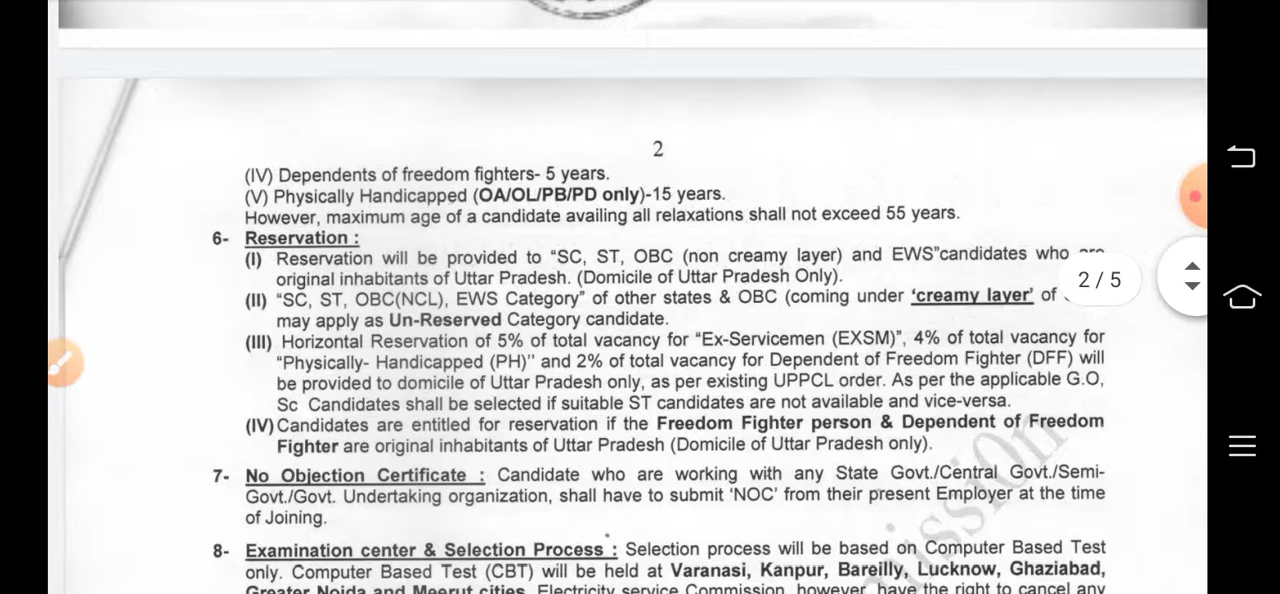 2
(IV) Dependents of freedom fighters- 5 years.
(V) Physically Handicapped (OA/OL/PB/PD only)-15 years.
However, maximum age of a candidate availing all relaxations shall not exceed 55 years.
6- Reservation :
(I) Reservation will be provided to “SC, ST, OBC (non creamy layer) and EWS”candidates who are
original inhabitants of Uttar Pradesh. (Domicile of Uttar Pradesh Only).
2 / 5
(II) “SC, ST, OBC(NCL), EWS Category” of other states & OBC (coming under ‘creamy layer’ of
may apply as Un-Reserved Category candidate.
(III) Horizontal Reservation of 5% of total vacancy for “Ex-Servicemen (EXSM)”, 4% of total vacancy for
“Physically- Handicapped (PH)” and 2% of total vacancy for Dependent of Freedom Fighter (DFF) will
be provided to domicile of Uttar Pradesh only, as per existing UPPCL order. As per the applicable G.O,
Sc Candidates shall be selected if suitable ST candidates are not available and vice-versa.
(IV) Candidates are entitled for reservation if the Freedom Fighter person & Dependent of Freedom
Fighter are original inhabitants of Uttar Pradesh (Domicile of Uttar Pradesh only).
7- No Objection Certificate : Candidate who are working with any State Govt./Central Govt./Semi-
Govt./Govt. Undertaking organization, shall have to submit ‘NOC’ from their present Employer at the time
of Joining.
8- Examination center & Selection Process : Selection process will be based on Computer Based Test
only. Computer Based Test (CBT) will be held at Varanasi, Kanpur, Bareilly, Lucknow, Ghaziabad,
Greater Noida and Meerut cities. Electricity service Commission, however, have the right to cancel any